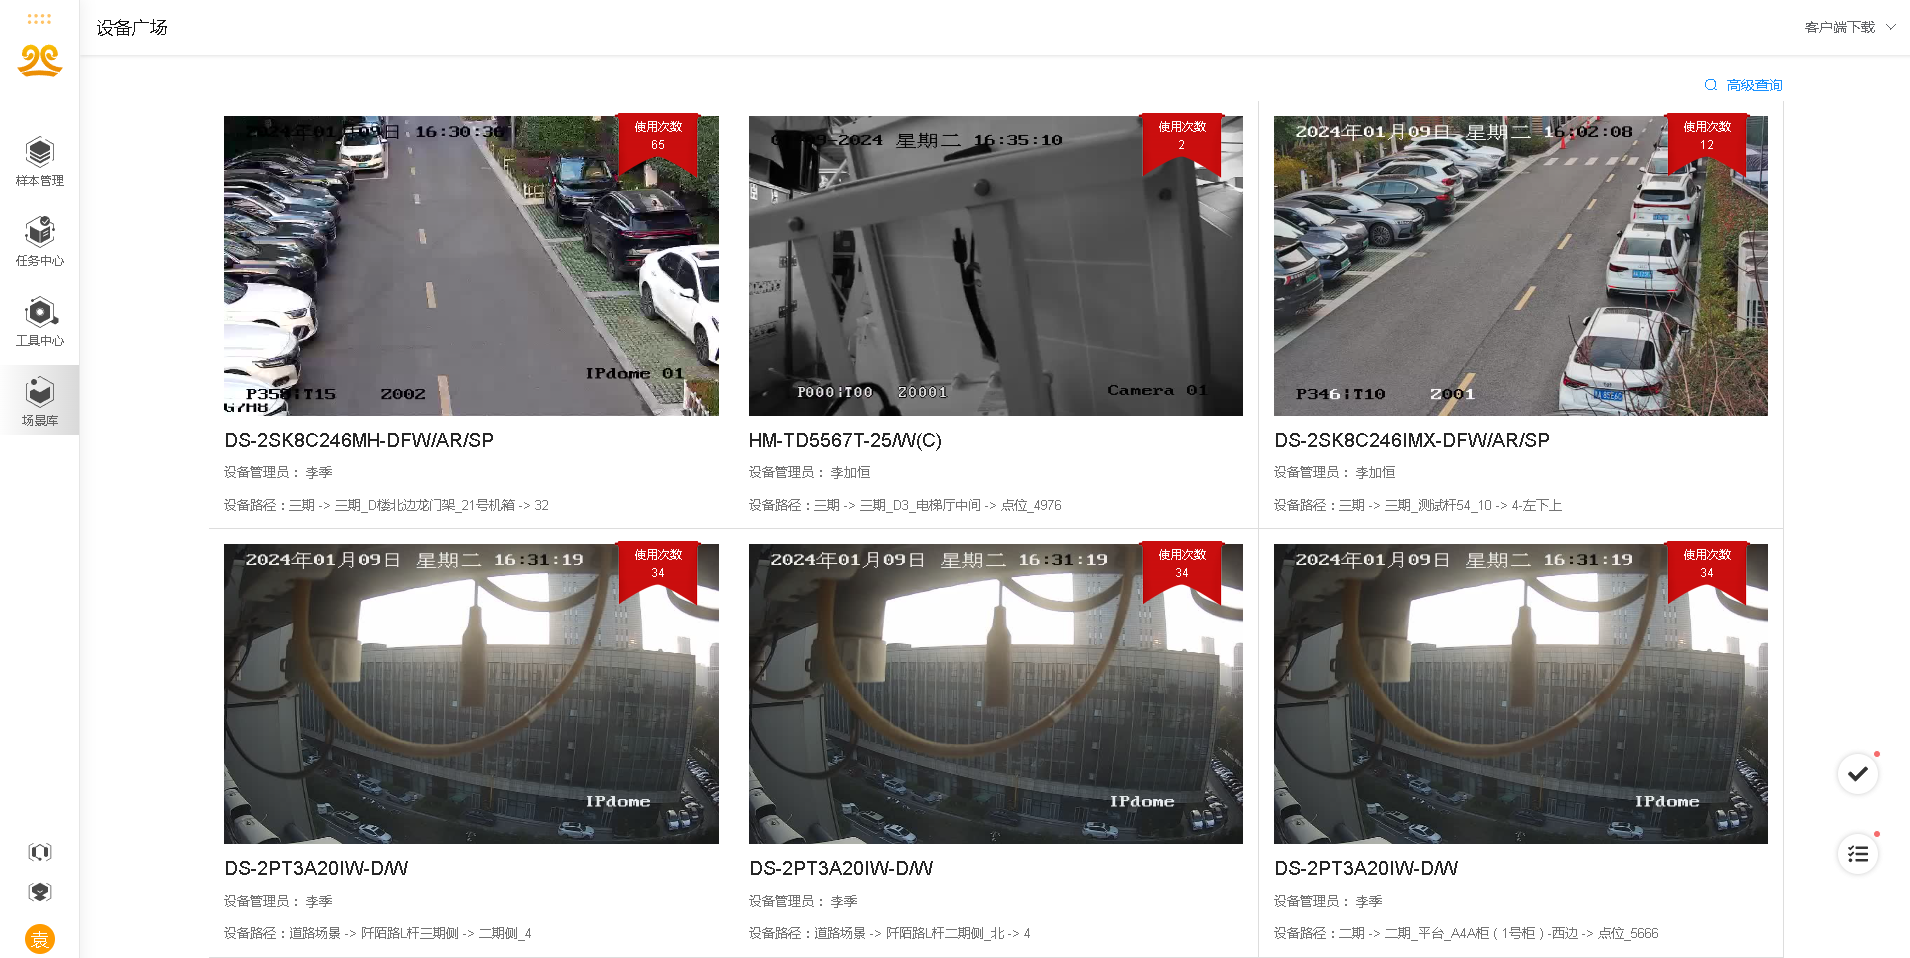 设备广场
客户端下载
高级查询
样本管理
任务中心
工具中心
场景库
袁
2024年01月09日 16:30:36
使用次数
65
IPdome 01
P350:T15 Z002
DS-2SK8C246MH-DFW/AR/SP
设备管理员： 李季
设备路径：三期 -> 三期_D楼北边龙门架_21号机箱 -> 32
-2024 星期二 16:35:10
使用次数
2
P000:T00 Z0001
Camera 01
HM-TD5567T-25/W(C)
设备管理员： 李加恒
设备路径：三期 -> 三期_D3_电梯厅中间 -> 点位_4976
2024年01月09日 星期二 16:02:08
使用次数
12
P346:T10 Z001
DS-2SK8C246IMX-DFW/AR/SP
设备管理员： 李加恒
设备路径：三期 -> 三期_测试杆54_10 -> 4-左下上
2024年01月09日 星期二 16:31:19
使用次数
34
IPdome
DS-2PT3A20IW-D/W
设备管理员： 李季
设备路径：道路场景 -> 阡陌路L杆三期侧 -> 二期侧_4
2024年01月09日 星期二 16:31:19
使用次数
34
IPdome
DS-2PT3A20IW-D/W
设备管理员： 李季
设备路径：道路场景 -> 阡陌路L杆二期侧_北 -> 4
2024年01月09日 星期二 16:31:19
使用次数
34
IPdome
DS-2PT3A20IW-D/W
设备管理员： 李季
设备路径：二期 -> 二期_平台_A4A柜（1号柜）-西边 -> 点位_5666